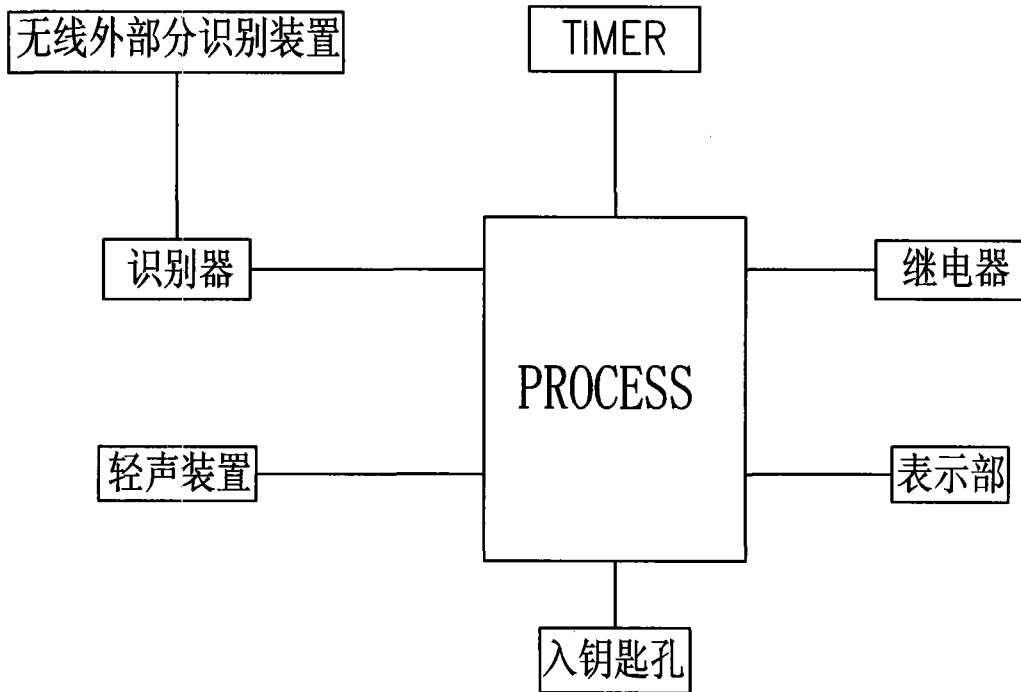 无线外部分识别装置
TIMER
识别器
继电器
PROCESS
轻声装置
表示部
入钥匙孔